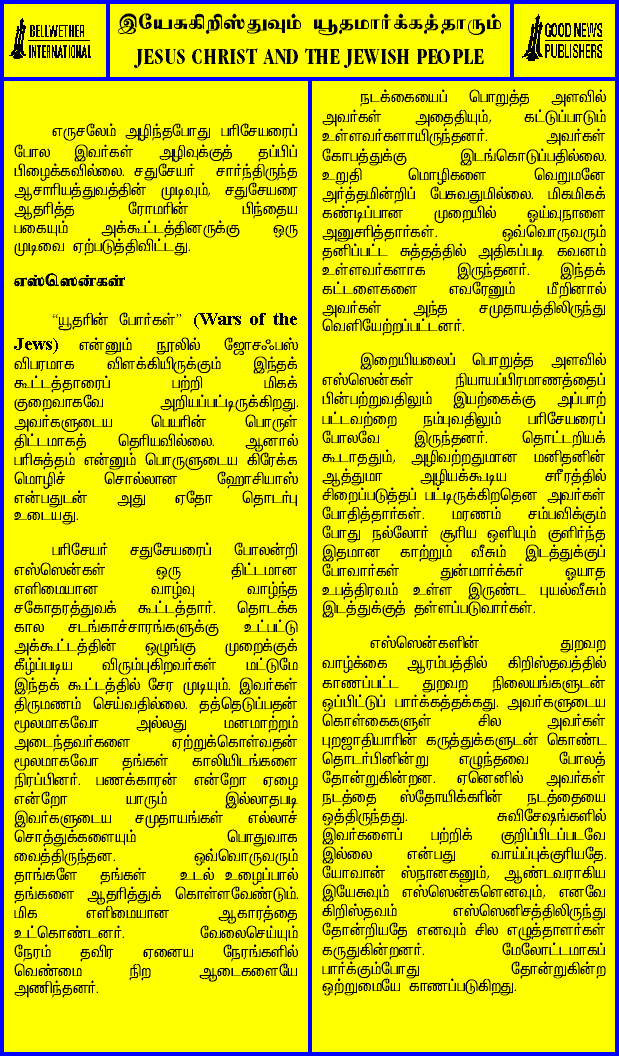 BELLWETHER
INTERNATIONAL
இயேசுகிறிஸ்துவும் யூதமார்க்கத்தாரும்
JESUS CHRIST AND THE JEWISH PEOPLE
GOOD NEWS
PUBLISHERS
எருசலேம் அழிந்தபோது பரிசேயரைப்
போல இவர்கள் அழிவுக்குத் தப்பிப்
பிழைக்கவில்லை. சதுசேயர் சார்ந்திருந்த
ஆசாரியத்துவத்தின் முடிவும், சதுசேயரை
ஆதரித்த ரோமரின் பிந்தைய
பகையும் அக்கூட்டத்தினருக்கு ஒரு
முடிவை ஏற்படுத்திவிட்டது.
எஸ்ஸென்கள்
“யூதரின் போர்கள்” (Wars of the
Jews) என்னும் நூலில் ஜோசஃபஸ்
விபரமாக விளக்கியிருக்கும் இந்தக்
கூட்டத்தாரைப் பற்றி மிகக்
குறைவாகவே அறியப்பட்டிருக்கிறது.
அவர்களுடைய பெயரின் பொருள்
திட்டமாகத் தெரியவில்லை. ஆனால்
பரிசுத்தம் என்னும் பொருளுடைய கிரேக்க
மொழிச் சொல்லான ஹோசியாஸ்
என்பதுடன் அது ஏதோ தொடர்பு
உடையது.
பரிசேயர் சதுசேயரைப் போலன்றி
எஸ்ஸென்கள் ஒரு திட்டமான
எளிமையான வாழ்வு வாழ்ந்த
சகோதரத்துவக் கூட்டத்தார். தொடக்க
கால சடங்காச்சாரங்களுக்கு உட்பட்டு
அக்கூட்டத்தின் ஒழுங்கு முறைக்குக்
கீழ்ப்படிய விரும்புகிறவர்கள் மட்டுமே
இந்தக் கூட்டத்தில் சேர முடியும். இவர்கள்
திருமணம் செய்வதில்லை. தத்தெடுப்பதன்
மூலமாகவோ அல்லது மனமாற்றம்
அடைந்தவர்களை ஏற்றுக்கொள்வதன்
மூலமாகவோ தங்கள் காலியிடங்களை
நிரப்பினர். பணக்காரன் என்றோ ஏழை
என்றோ யாரும் இல்லாதபடி
இவர்களுடைய சமுதாயங்கள் எல்லாச்
சொத்துக்களையும் பொதுவாக
வைத்திருந்தன. ஒவ்வொருவரும்
தாங்களே தங்கள் உடல் உழைப்பால்
தங்களை ஆதரித்துக் கொள்ளவேண்டும்.
மிக எளிமையான ஆகாரத்தை
உட்கொண்டனர். வேலைசெய்யும்
நேரம் தவிர ஏனைய நேரங்களில்
வெண்மை நிற ஆடைகளையே
அணிந்தனர்.
நடக்கையைப் பொறுத்த அளவில்
அவர்கள் அதைதியும், கட்டுப்பாடும்
உள்ளவர்களாயிருந்தனர். அவர்கள்
கோபத்துக்கு இடங்கொடுப்பதில்லை.
உறுதி மொழிகளை வெறுமனே
அர்த்தமின்றிப் பேசுவதுமில்லை. மிகமிகக்
கண்டிப்பான முறையில் ஓய்வுநாளை
அனுசரித்தார்கள். ஒவ்வொருவரும்
தனிப்பட்ட சுத்தத்தில் அதிகப்படி கவனம்
உள்ளவர்களாக இருந்தனர். இந்தக்
கட்டளைகளை எவரேனும் மீறினால்
அவர்கள் அந்த சமுதாயத்திலிருந்து
வெளியேற்றப்பட்டனர்.
இறையியலைப் பொறுத்த அளவில்
எஸ்ஸென்கள் நியாயப்பிரமாணத்தைப்
பின்பற்றுவதிலும் இயற்கைக்கு அப்பாற்
பட்டவற்றை நம்புவதிலும் பரிசேயரைப்
போலவே இருந்தனர். தொட்டறியக்
கூடாததும், அழிவற்றதுமான மனிதனின்
ஆத்துமா அழியக்கூடிய சரீரத்தில்
சிறைப்படுத்தப் பட்டிருக்கிறதென அவர்கள்
போதித்தார்கள். மரணம் சம்பவிக்கும்
போது நல்லோர் சூரிய ஒளியும் குளிர்ந்த
இதமான காற்றும் வீசும் இடத்துக்குப்
போவார்கள் துன்மார்க்கர் ஓயாத
உபத்திரவம் உள்ள இருண்ட புயல்வீசும்
இடத்துக்குத் தள்ளப்படுவார்கள்.
எஸ்ஸென்களின் துறவற
வாழ்க்கை ஆரம்பத்தில் கிறிஸ்தவத்தில்
காணப்பட்ட துறவற நிலையங்களுடன்
ஒப்பிட்டுப் பார்க்கத்தக்கது. அவர்களுடைய
கொள்கைகளுள் சில அவர்கள்
புறஜாதியாரின் கருத்துக்களுடன் கொண்ட
தொடர்பினின்று எழுந்தவை போலத்
தோன்றுகின்றன. ஏனெனில் அவர்கள்
நடத்தை ஸ்தோயிக்கரின் நடத்தையை
ஒத்திருந்தது. சுவிசேஷங்களில்
இவர்களைப் பற்றிக் குறிப்பிடப்படவே
இல்லை என்பது வாய்ப்புக்குரியதே.
யோவான் ஸ்நானகனும், ஆண்டவராகிய
இயேசுவும் எஸ்ஸென்களெனவும், எனவே
கிறிஸ்தவம் எஸ்ஸெனிசத்திலிருந்து
தோன்றியதே எனவும் சில எழுத்தாளர்கள்
கருதுகின்றனர். மேலோட்டமாகப்
பார்க்கும்போது தோன்றுகின்ற
ஒற்றுமையே காணப்படுகிறது.